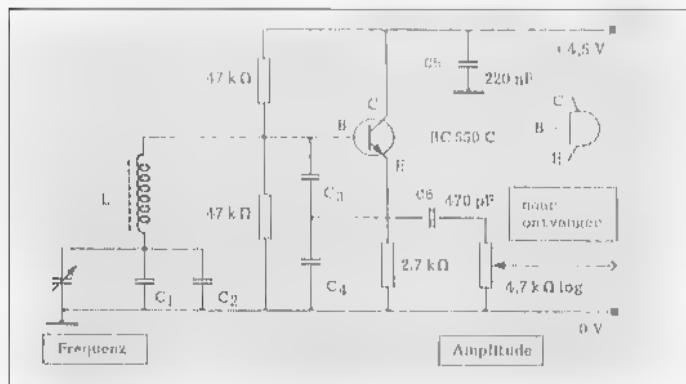 +4,5 V
C5
47 kΩ
220 nF
C
C
B
BC 550 C
B
E
E
L
C3
C6
470 pF
naar
ontvanger
47 kΩ
2,7 kΩ
4,7 kΩ log
C1
C2
C4
0 V
Frequenz
Amplitude